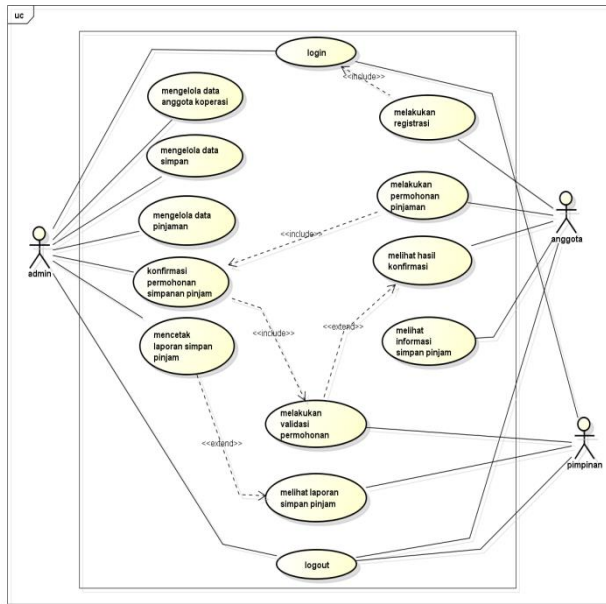 uc
login
<<include>>
mengelola data
anggota koperasi
melakukan
registrasi
mengelola data
simpan
melakukan
permohonan
pinjaman
mengelola data
pinjaman
<<include>>
admin
anggota
konfirmasi
permohonan
simpanan pinjam
melihat hasil
konfirmasi
mencetak
laporan simpan
pinjam
<<include>>
<<extend>>
melihat
informasi
simpan pinjam
melakukan
validasi
permohonan
<<extend>>
pimpinan
melihat laporan
simpan pinjam
logout